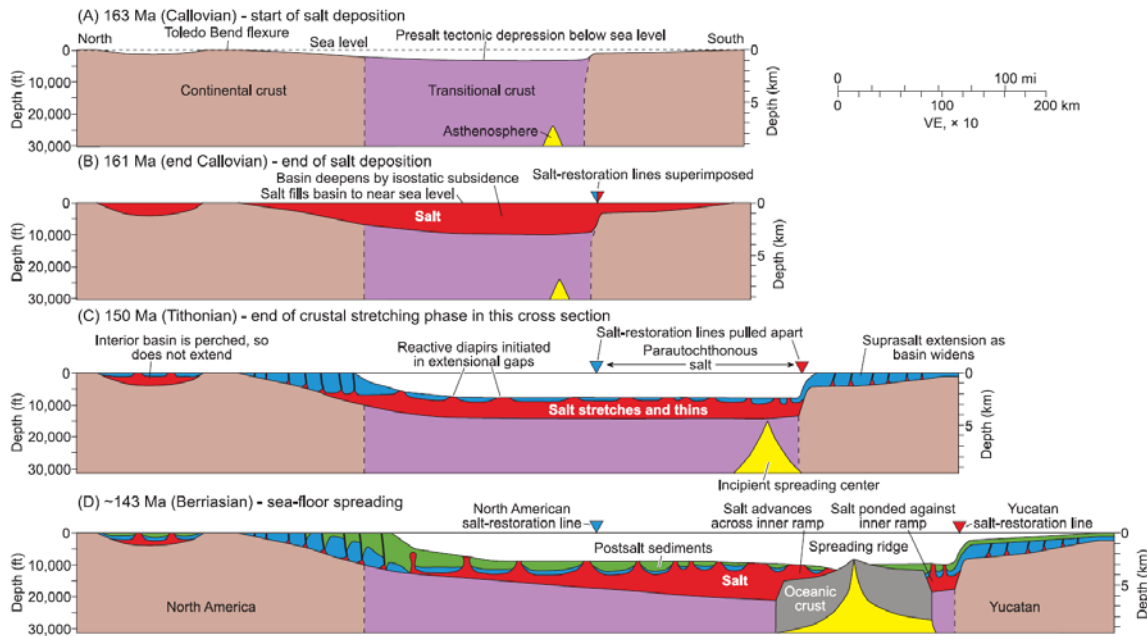 (A) 163 Ma (Callovian) - start of salt deposition
North
Toledo Bend flexure
Sea level
Presalt tectonic depression below sea level
South
Depth (ft)
0
10,000
20,000
30,000
Continental crust
Transitional crust
Asthenosphere
0
5
Depth (km)
0 100 mi
0 100 200 km
VE, × 10
(B) 161 Ma (end Callovian) - end of salt deposition
Basin deepens by isostatic subsidence
Salt fills basin to near sea level
Salt-restoration lines superimposed
Depth (ft)
0
10,000
20,000
30,000
Salt
0
5
Depth (km)
(C) 150 Ma (Tithonian) - end of crustal stretching phase in this cross section
Interior basin is perched, so
does not extend
Reactive diapirs initiated
in extensional gaps
Salt-restoration lines pulled apart
Parautochthonous
salt
Suprasalt extension as
basin widens
Depth (ft)
0
10,000
20,000
30,000
Salt stretches and thins
0
5
Depth (km)
Incipient spreading center
(D) ~143 Ma (Berriasian) - sea-floor spreading
North American
salt-restoration line
Salt advances
across inner ramp
Salt ponded against
inner ramp
Yucatan
salt-restoration line
Depth (ft)
0
10,000
20,000
30,000
Postsalt sediments
Spreading ridge
Salt
Oceanic
crust
North America
Yucatan
0
5
Depth (km)